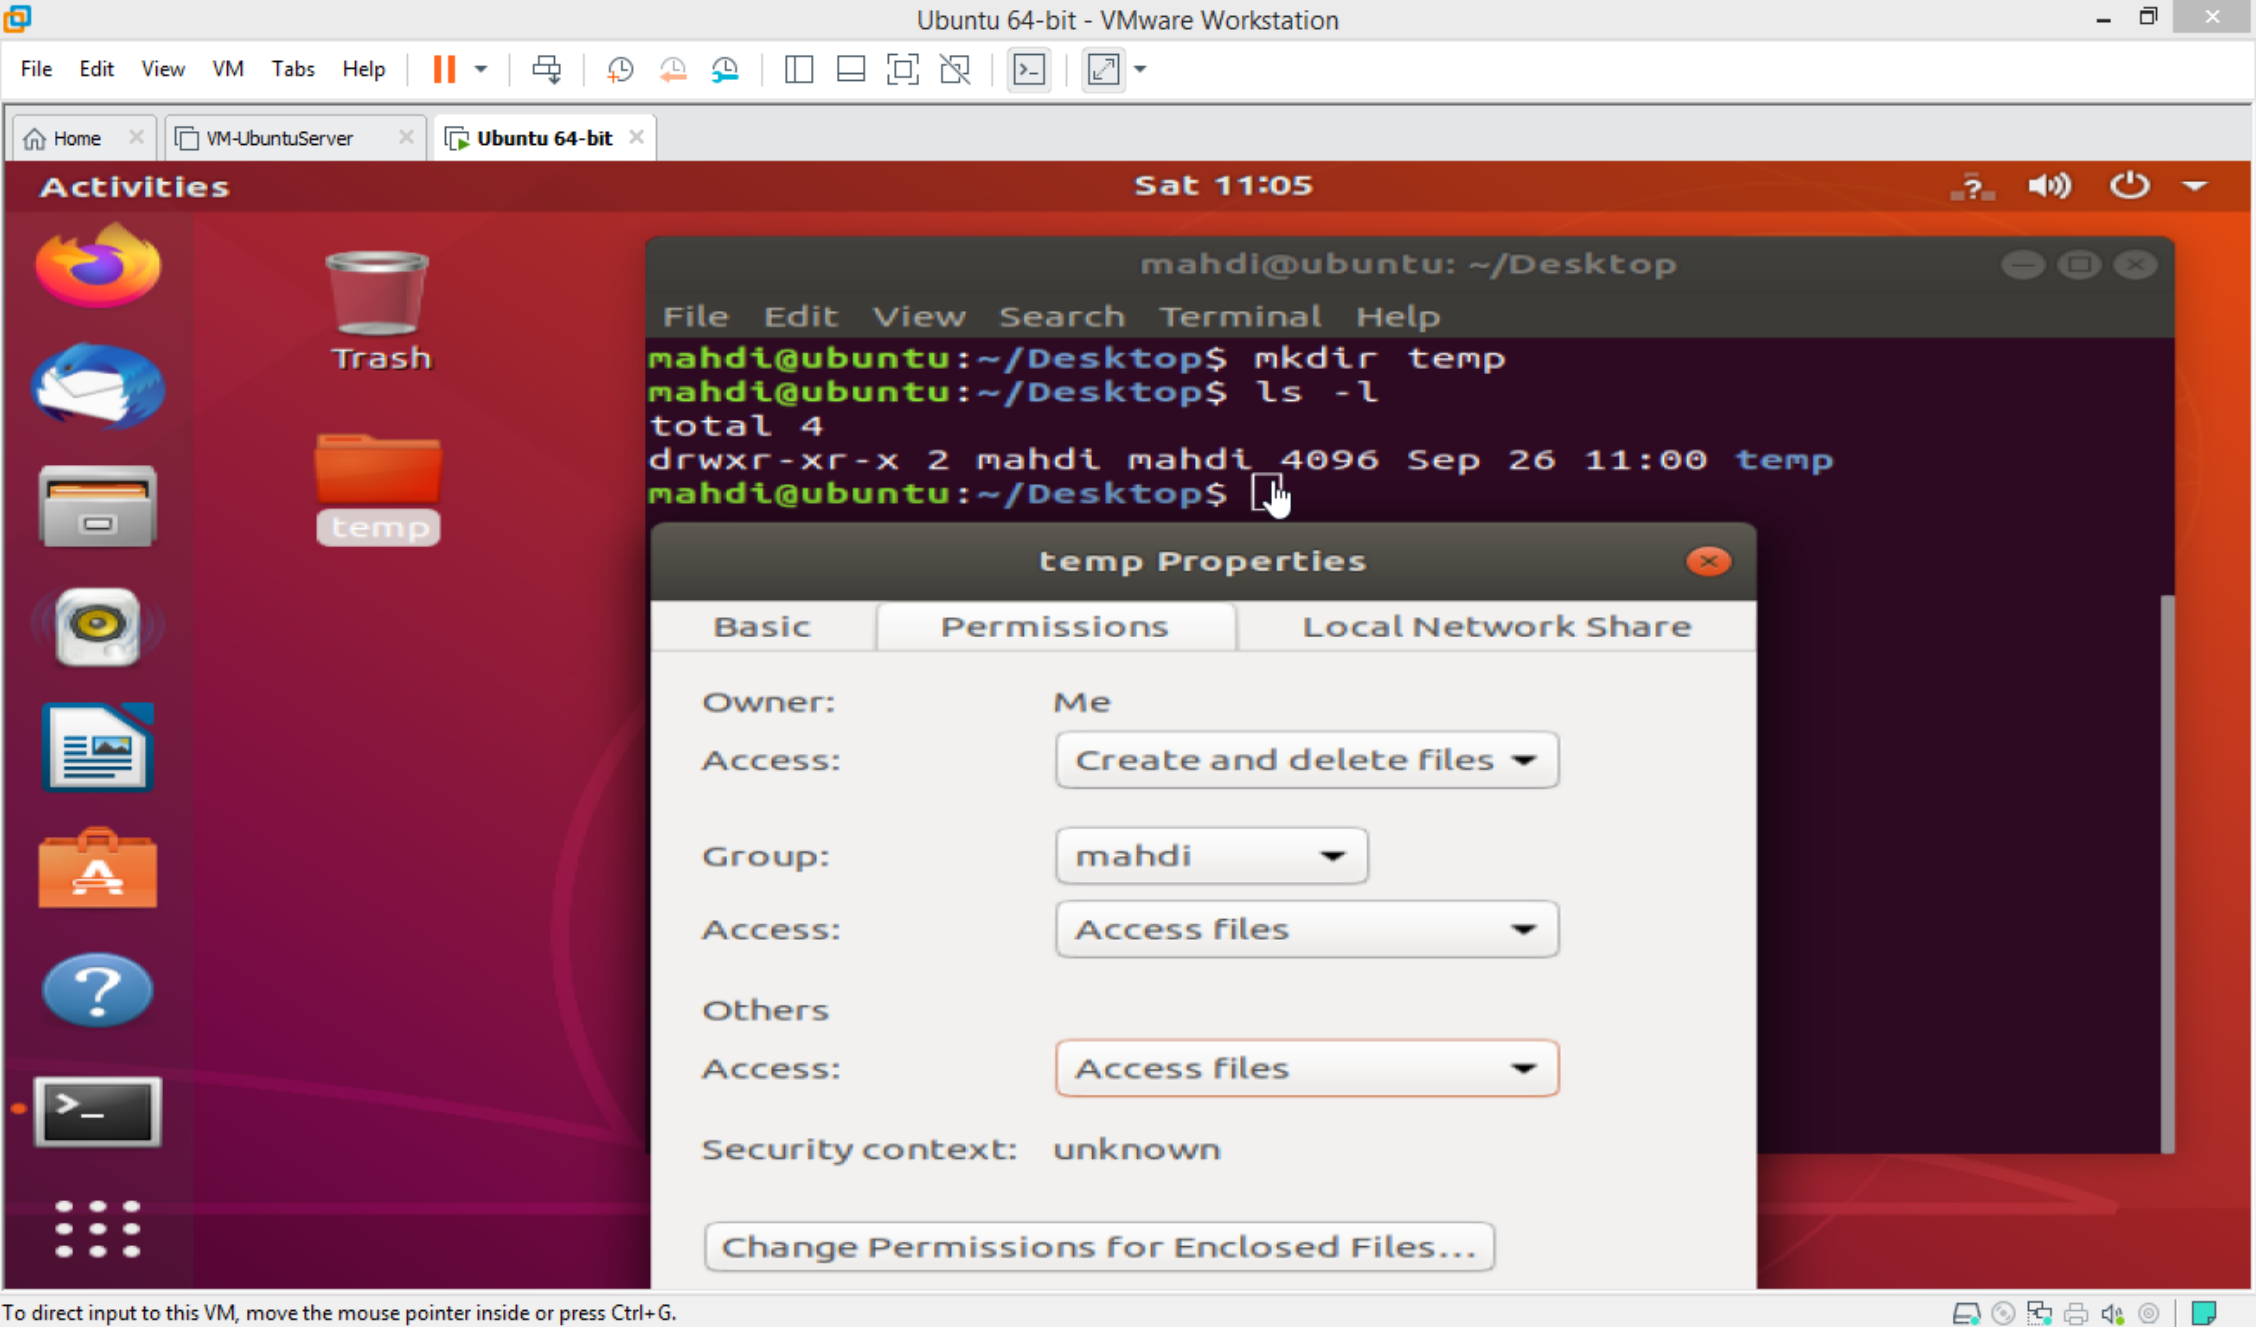 Ubuntu 64-bit - VMware Workstation
File Edit View VM Tabs Help
Home VM-UbuntuServer Ubuntu 64-bit
Activities Sat 11:05
Trash
temp
mahdi@ubuntu: ~/Desktop
File Edit View Search Terminal Help
mahdi@ubuntu:~/Desktop$ mkdir temp
mahdi@ubuntu:~/Desktop$ ls -l
total 4
drwxr-xr-x 2 mahdi mahdi 4096 Sep 26 11:00 temp
mahdi@ubuntu:~/Desktop$
temp Properties
Basic Permissions Local Network Share
Owner: Me
Access: Create and delete files
Group: mahdi
Access: Access files
Others
Access: Access files
Security context: unknown
Change Permissions for Enclosed Files...
To direct input to this VM, move the mouse pointer inside or press Ctrl+G.